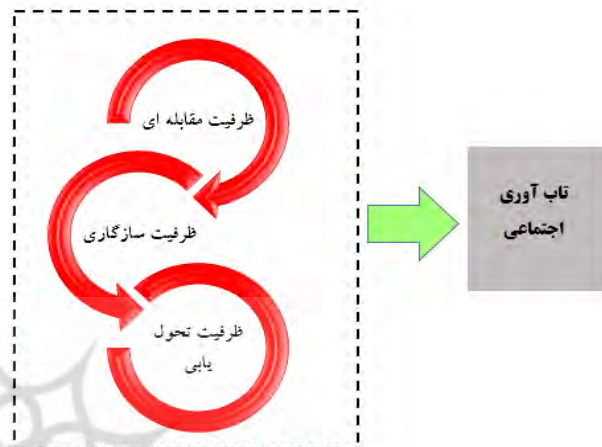 ظرفیت مقابله ای
ظرفیت سازگاری
ظرفیت تحول
یابی
تاب آوری
اجتماعی